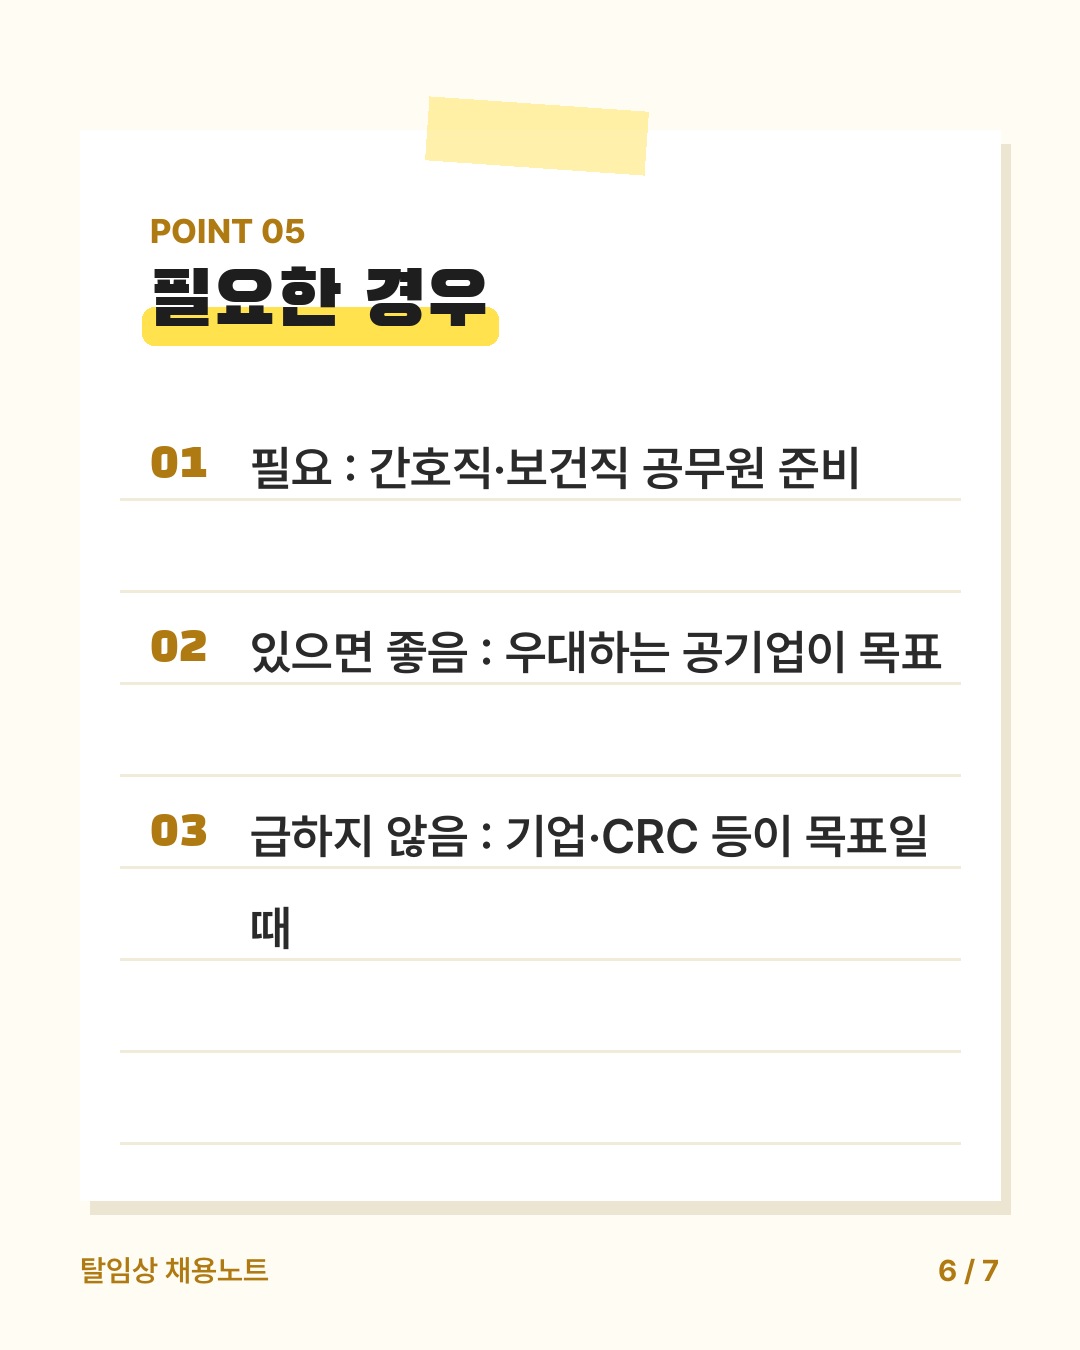 POINT 05
필요한 경우
01 필요 : 간호직·보건직 공무원 준비
02 있으면 좋음 : 우대하는 공기업이 목표
03 급하지 않음 : 기업·CRC 등이 목표일
때
탈임상 채용노트
6 / 7